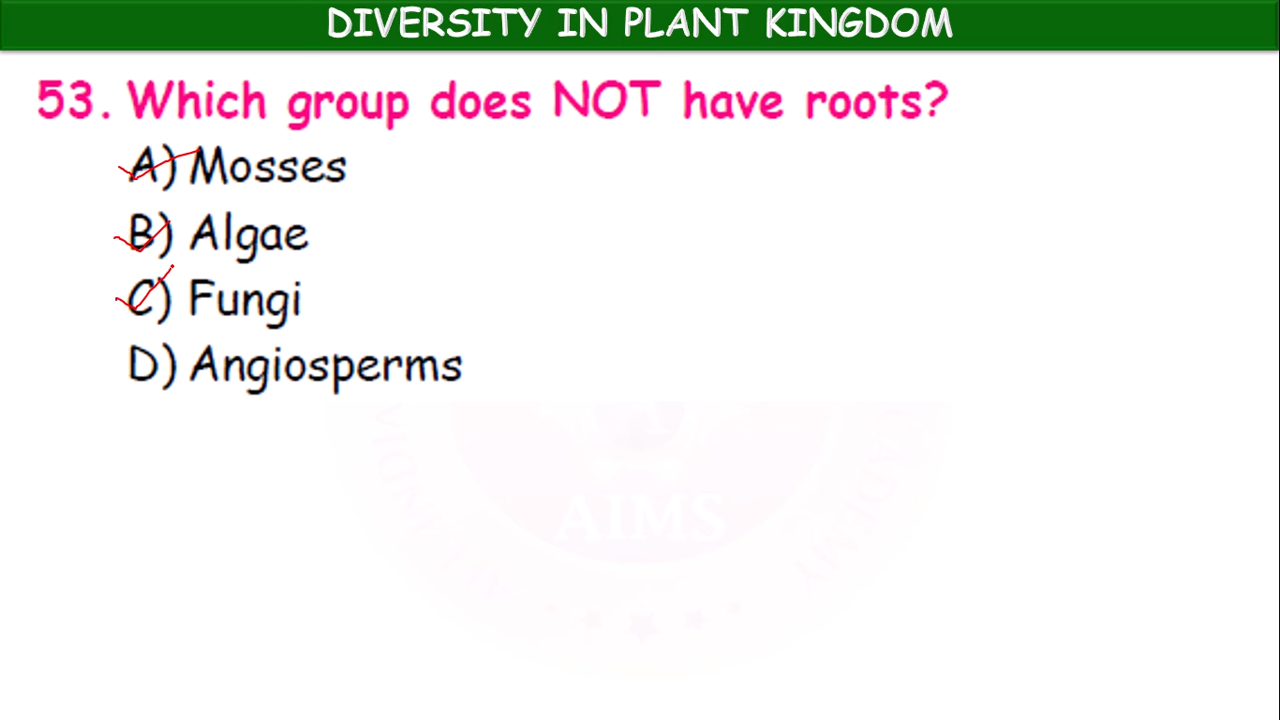 DIVERSITY IN PLANT KINGDOM
53. Which group does NOT have roots?
A) Mosses
B) Algae
C) Fungi
D) Angiosperms
AIMS